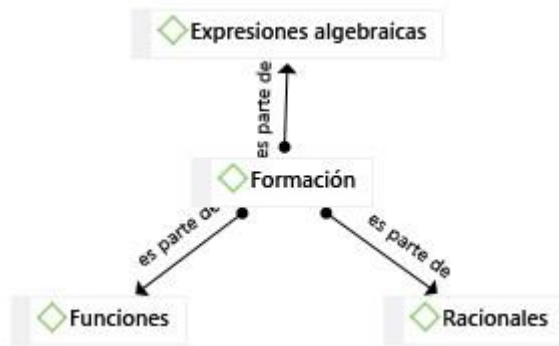 Expresiones algebraicas
es parte de
Formación
es parte de
es parte de
Funciones
Racionales